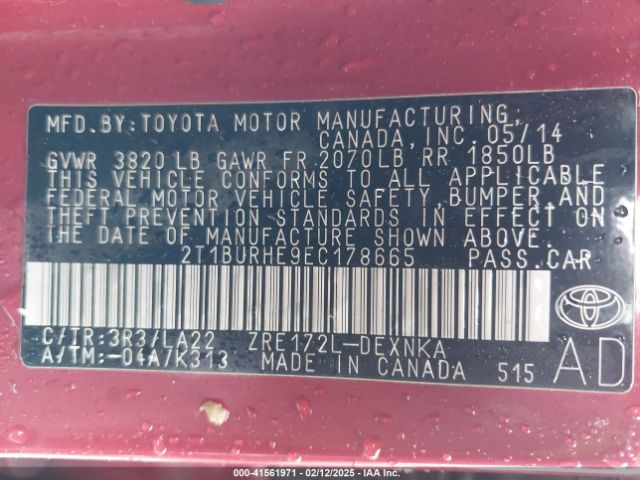 MFD. BY: TOYOTA MOTOR MANUFACTURING,
CANADA, INC. 05/14
GVWR 3820 LB GAWR FR 2070LB RR 1850LB
THIS VEHICLE CONFORMS TO ALL APPLICABLE
FEDERAL MOTOR VEHICLE SAFETY, BUMPER, AND
THEFT PREVENTION STANDARDS IN EFFECT ON
THE DATE OF MANUFACTURE SHOWN ABOVE.
2T1BURHE9EC178665 PASS. CAR
C/TR: 3R3/LA22 ZRE172L-DEXNKA
A/TM: -04A/K313 MADE IN CANADA 515
TOYOTA
AD
000-41561971 - 02/12/2025 - IAA Inc.